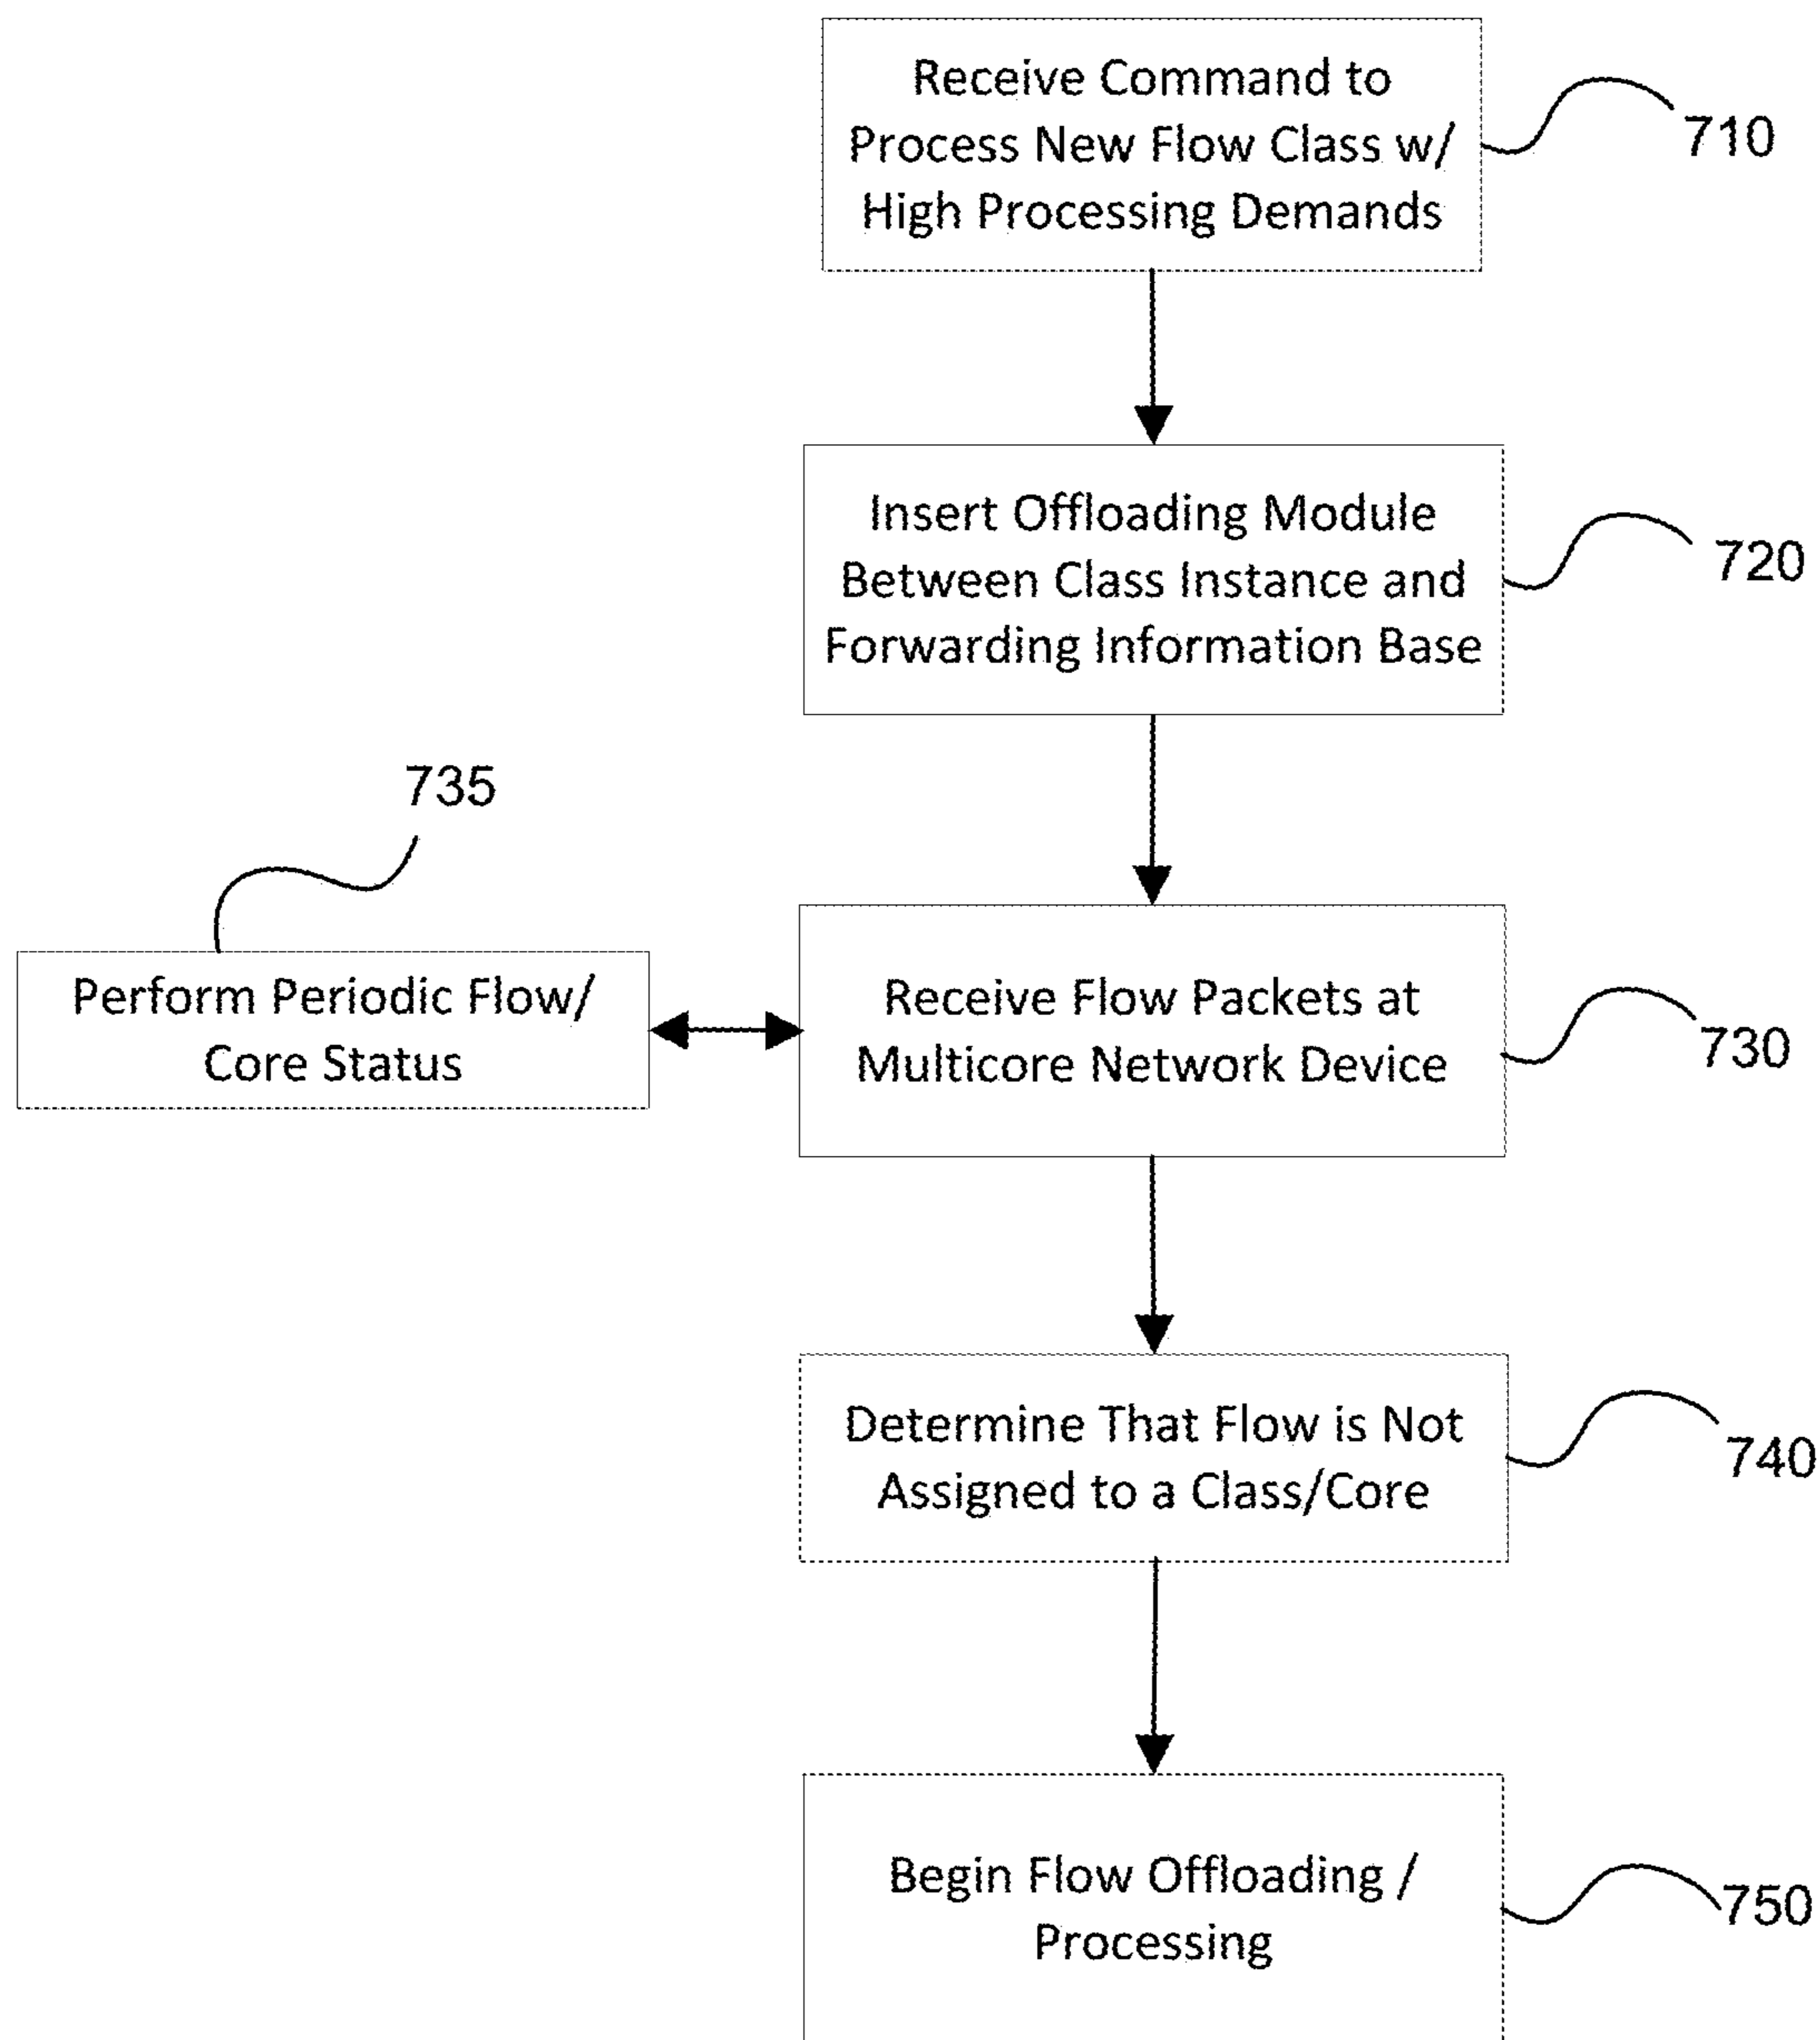 Receive Command to
Process New Flow Class w/
High Processing Demands
710
Insert Offloading Module
Between Class Instance and
Forwarding Information Base
720
735
Perform Periodic Flow/
Core Status
Receive Flow Packets at
Multicore Network Device
730
Determine That Flow is Not
Assigned to a Class/Core
740
Begin Flow Offloading /
Processing
750